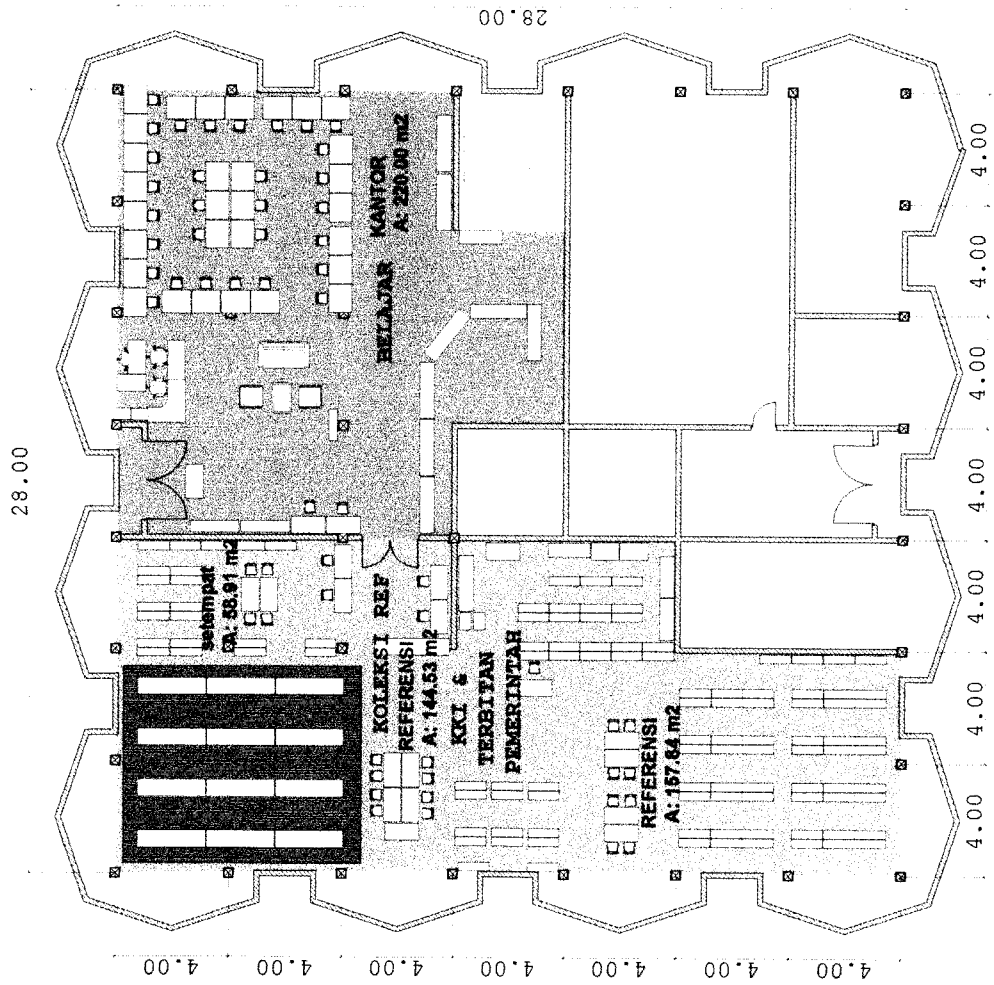 28.00
28.00
BELAJAR KANTOR
A: 220.00 m2
setempat
A: 58.91 m2
KOLEKSI REF
REFERENSI
A: 144.53 m2
KKI &
TERBITAN
PEMERINTAH
REFERENSI
A: 157.64 m2
4.00
4.00
4.00
4.00
4.00
4.00
4.00
4.00
4.00
4.00
4.00
4.00
4.00
4.00